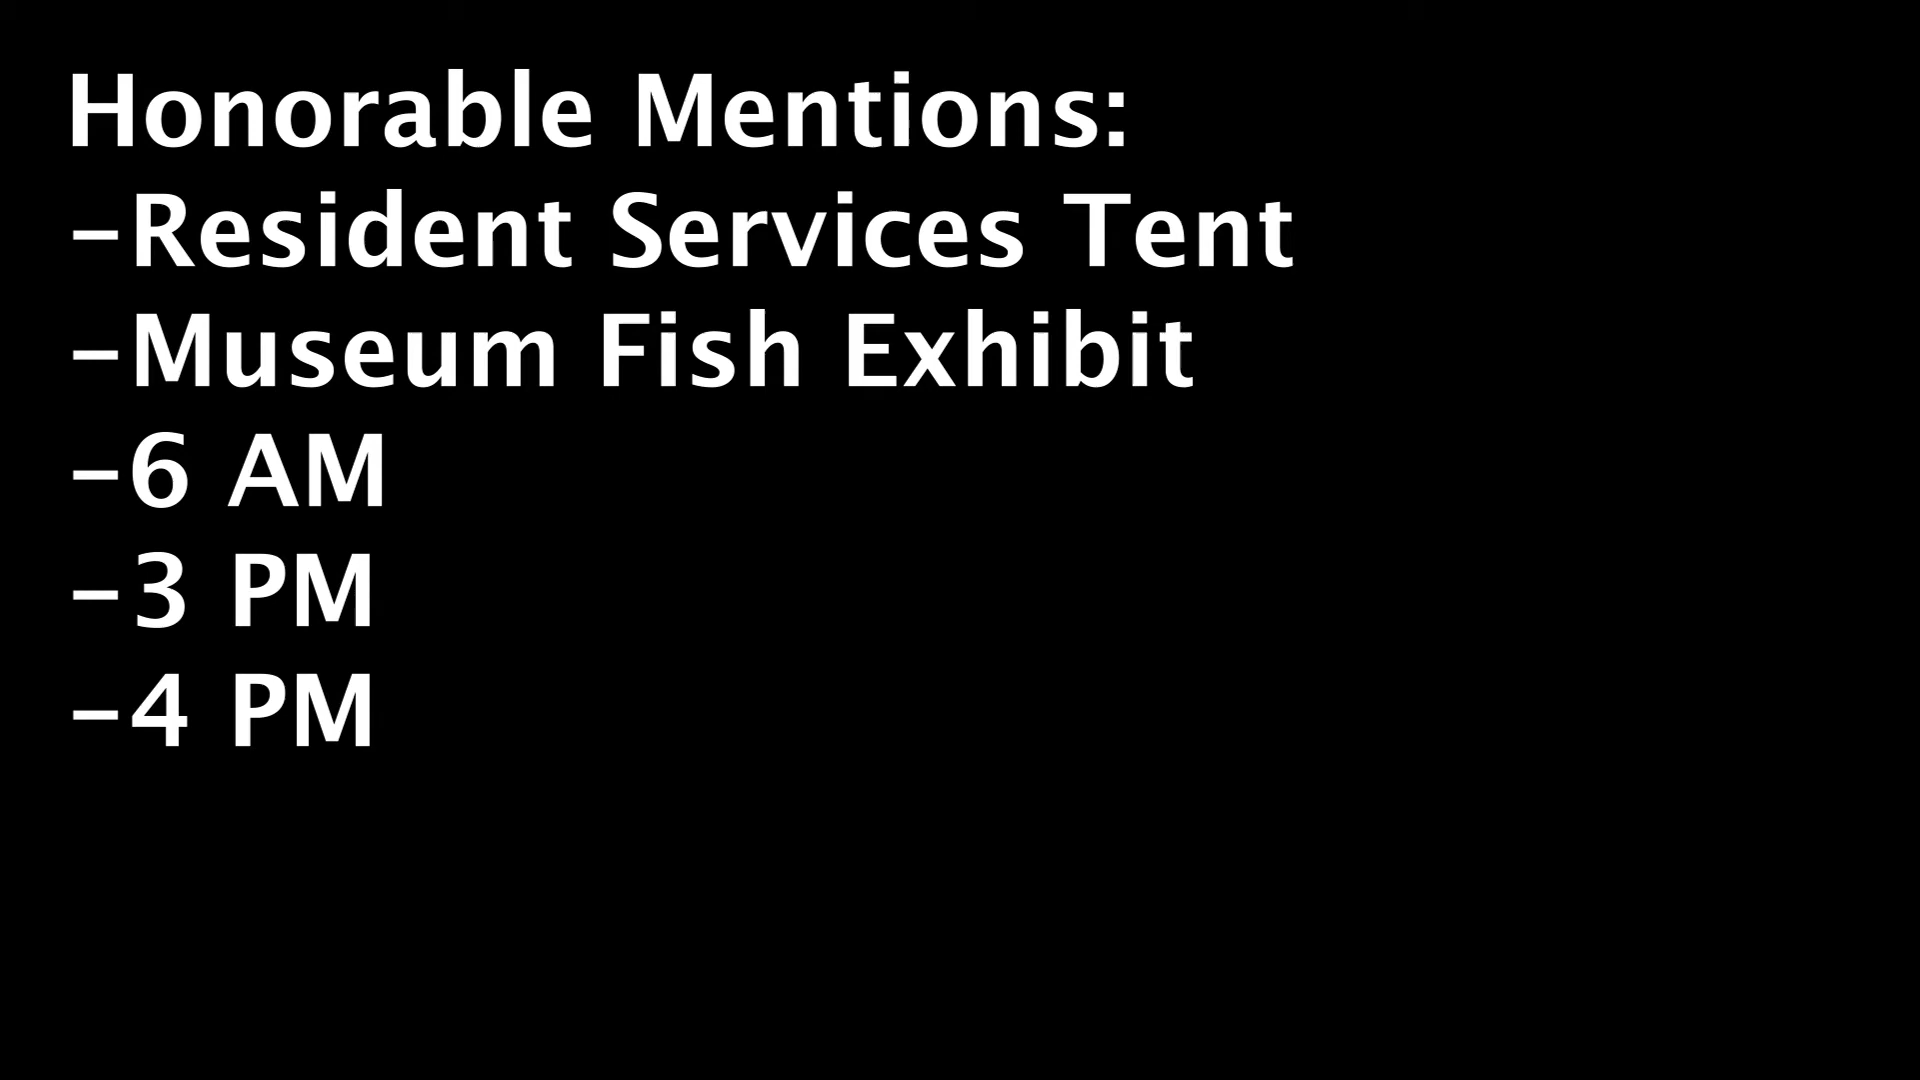 Honorable Mentions:
-Resident Services Tent
-Museum Fish Exhibit
-6 AM
-3 PM
-4 PM